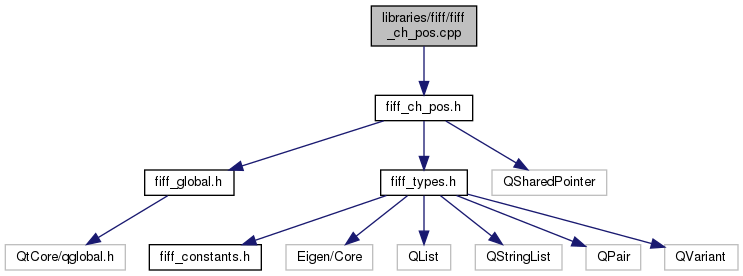 libraries/fiff/fiff
_ch_pos.cpp
fiff_ch_pos.h
fiff_global.h
fiff_types.h
QSharedPointer
QtCore/qglobal.h
fiff_constants.h
Eigen/Core
QList
QStringList
QPair
QVariant